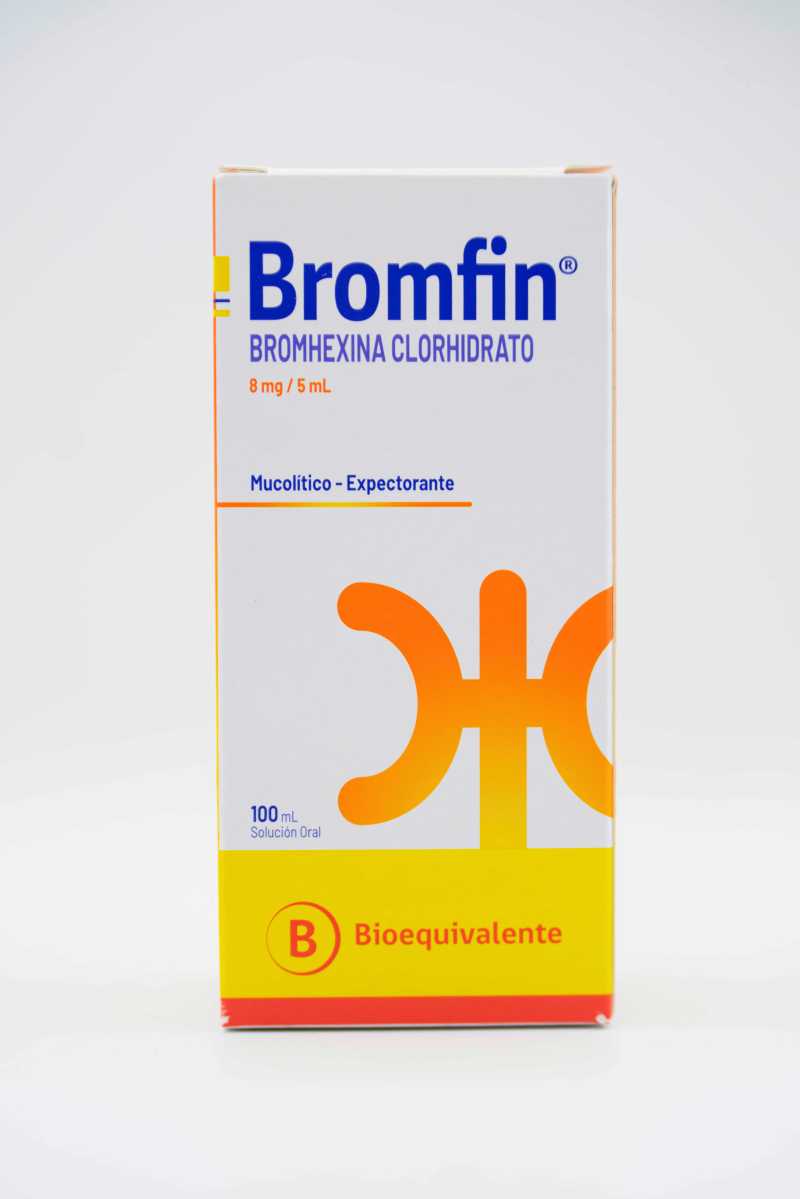 Bromfin®
BROMHEXINA CLORHIDRATO
8 mg / 5 mL
Mucolítico - Expectorante
100 mL
Solución Oral
B Bioequivalente